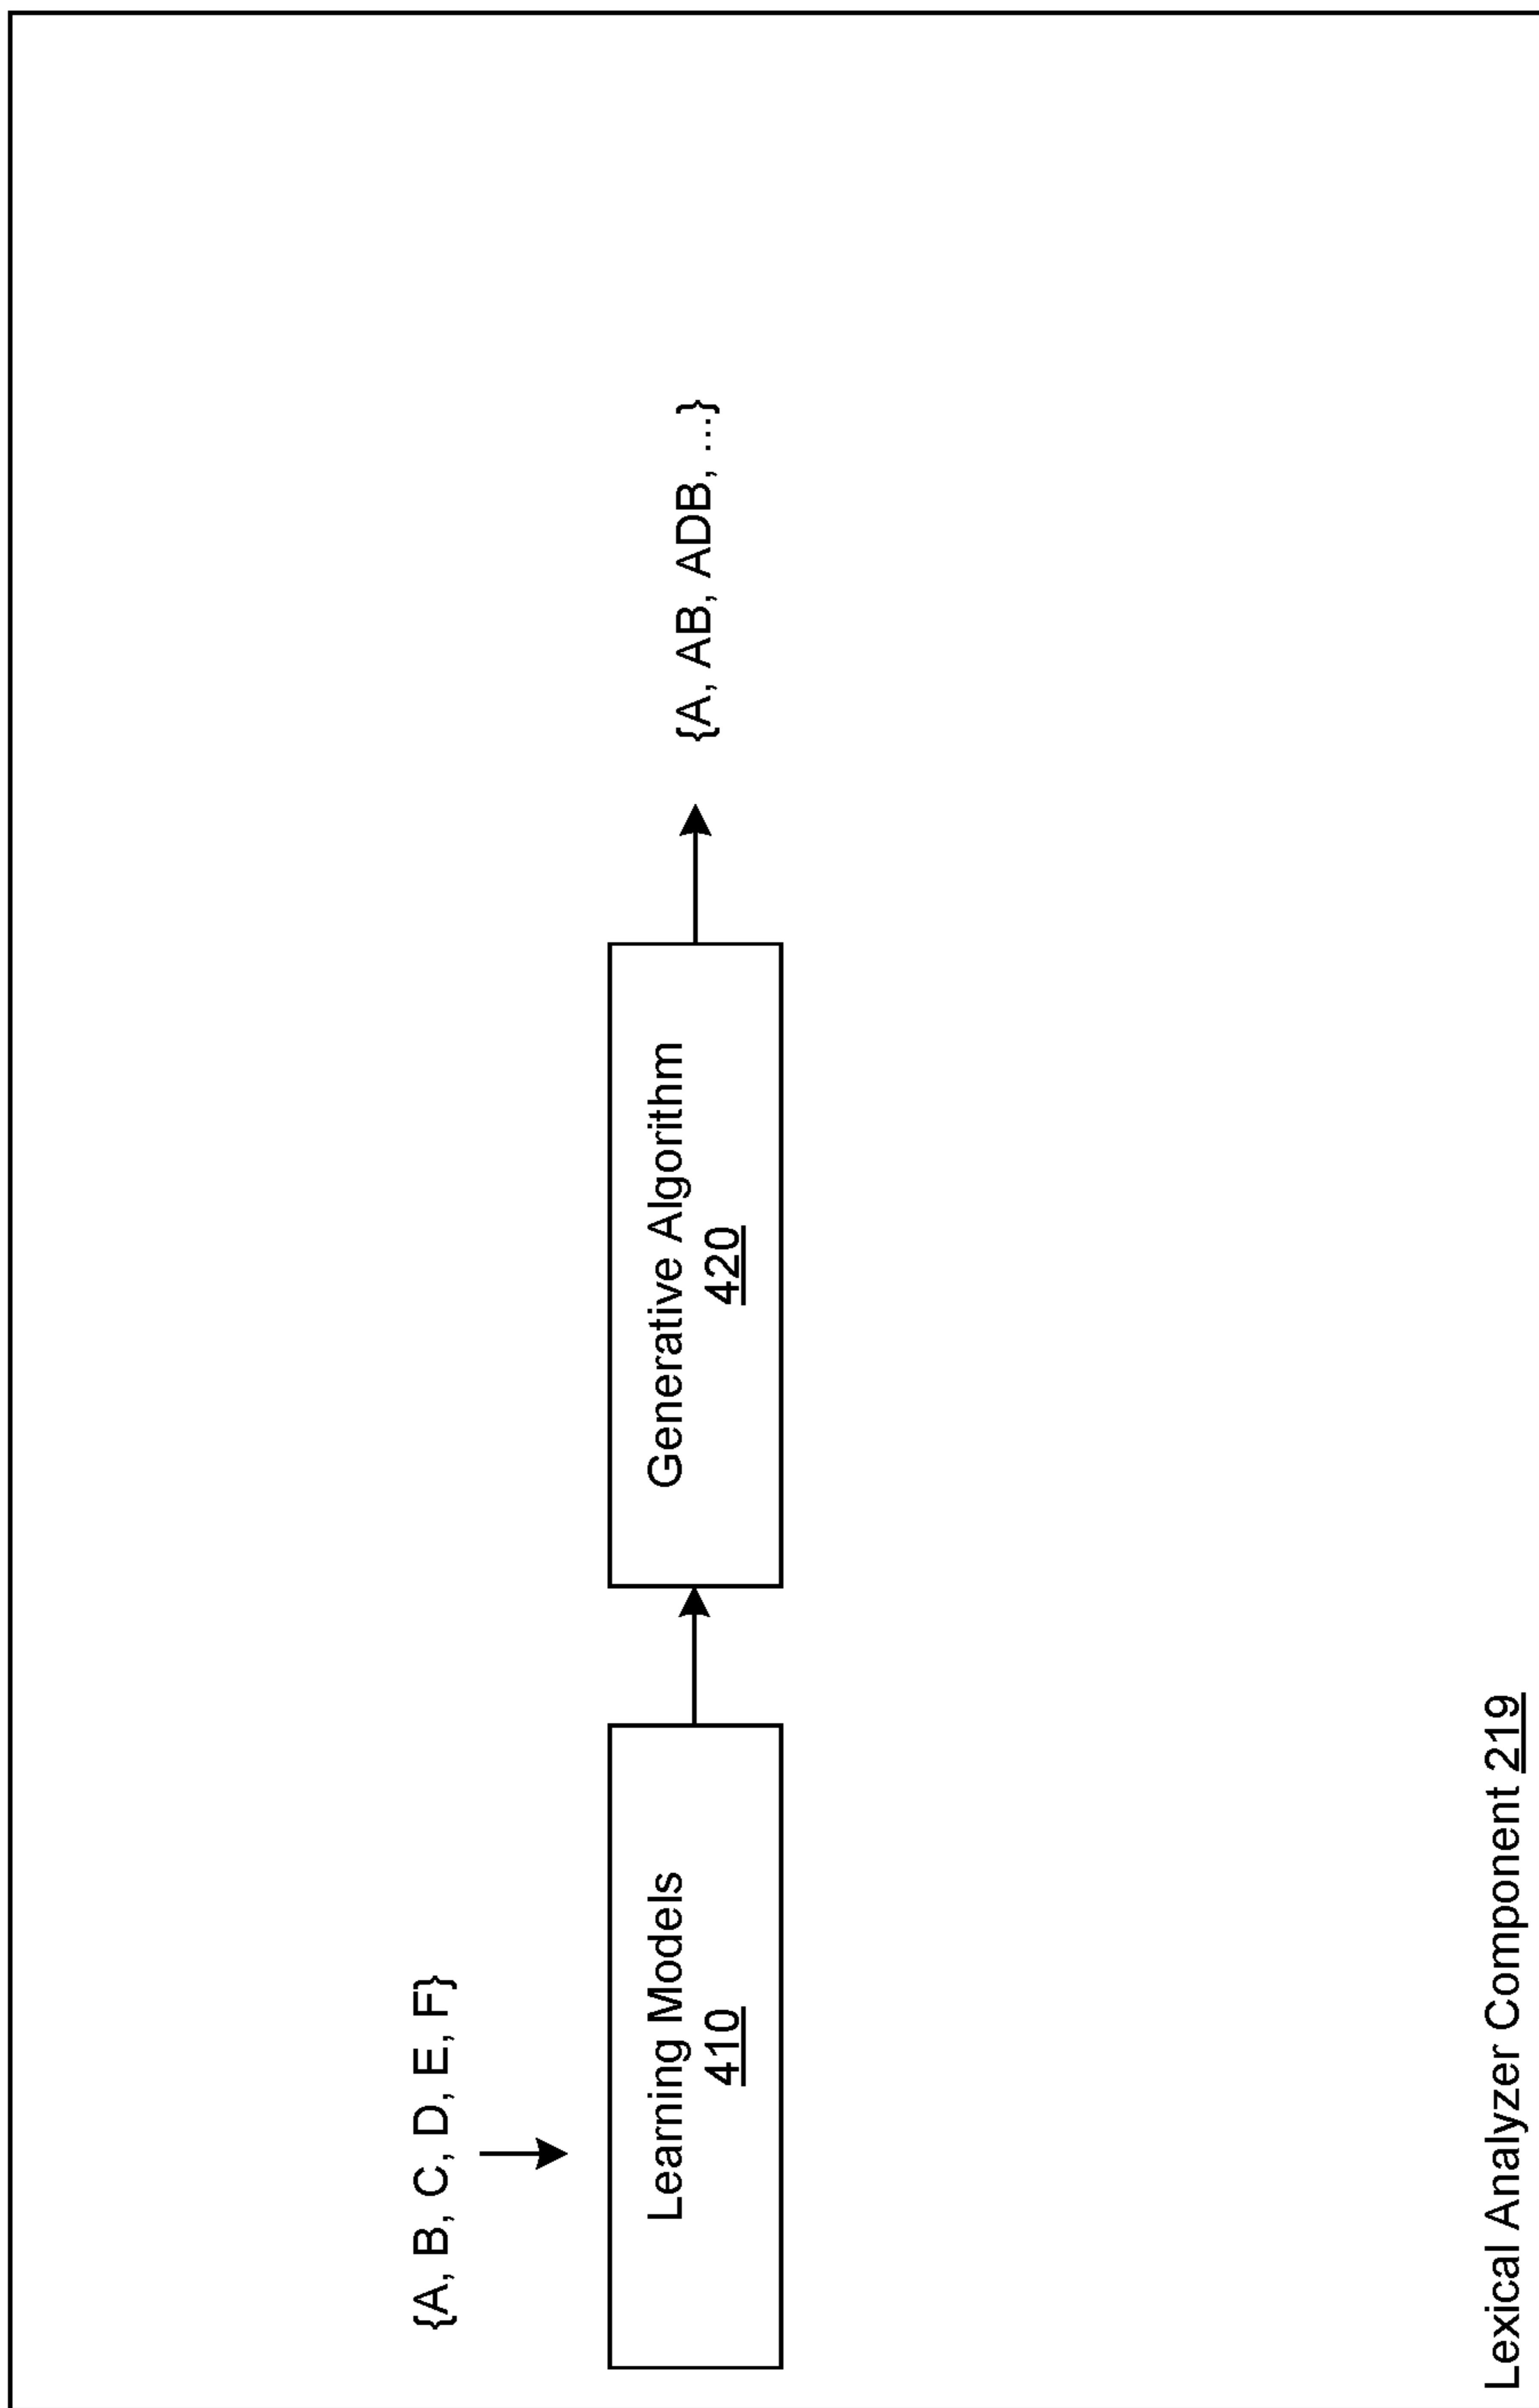 {A, B, C, D, E, F}
Learning Models
410
Generative Algorithm
420
{A, AB, ADB, ...}
Lexical Analyzer Component 219